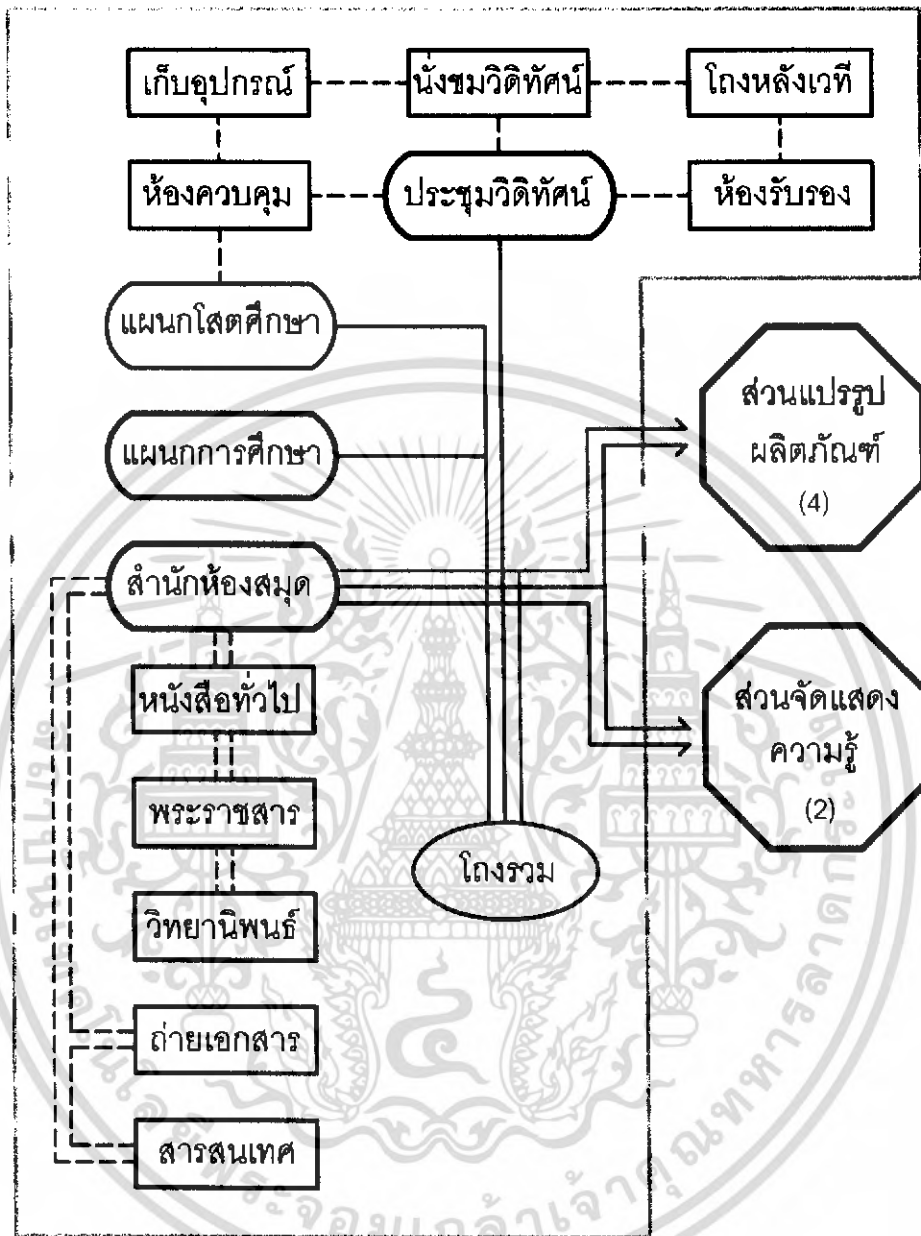 เก็บอุปกรณ์
นั่งชมวิดิทัศน์
โถงหลังเวที
ห้องควบคุม
ประชุมวิดิทัศน์
ห้องรับรอง
แผนกโสตศึกษา
แผนกการศึกษา
สำนักห้องสมุด
หนังสือทั่วไป
พระราชสาร
วิทยานิพนธ์
ถ่ายเอกสาร
สารสนเทศ
โถงรวม
ส่วนแปรรูป
ผลิตภัณฑ์
(4)
ส่วนจัดแสดง
ความรู้
(2)